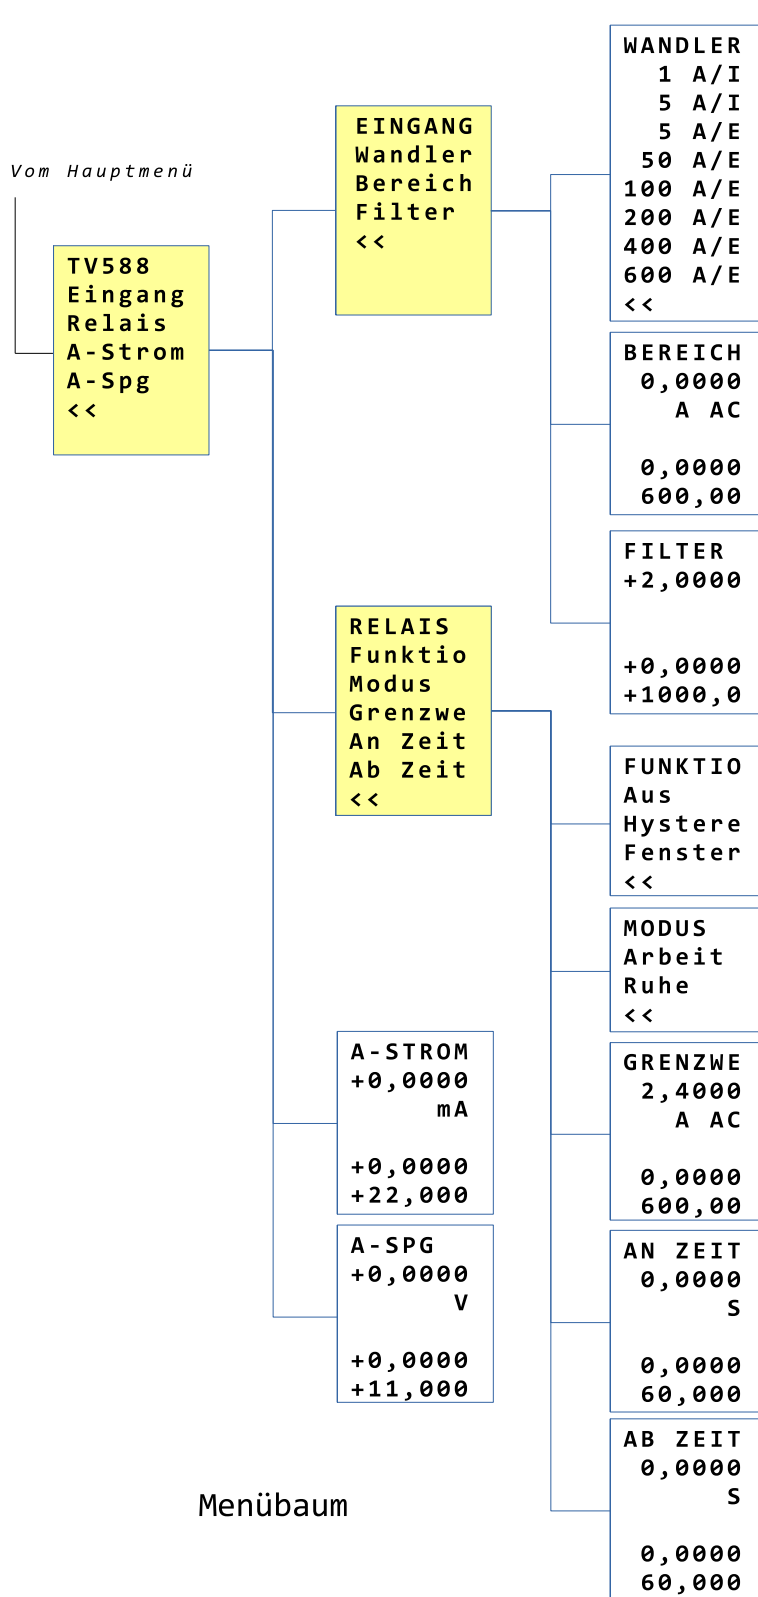 Vom Hauptmenü
TV588
Eingang
Relais
A-Strom
A-Spg
<<
EINGANG
Wandler
Bereich
Filter
<<
WANDLER
1 A/I
5 A/I
5 A/E
50 A/E
100 A/E
200 A/E
400 A/E
600 A/E
<<
BEREICH
0,0000
A AC
0,0000
600,00
FILTER
+2,0000
+0,0000
+1000,0
RELAIS
Funktio
Modus
Grenzwe
An Zeit
Ab Zeit
<<
FUNKTIO
Aus
Hystere
Fenster
<<
MODUS
Arbeit
Ruhe
<<
GRENZWE
2,4000
A AC
0,0000
600,00
AN ZEIT
0,0000
S
0,0000
60,000
AB ZEIT
0,0000
S
0,0000
60,000
A-STROM
+0,0000
mA
+0,0000
+22,000
A-SPG
+0,0000
V
+0,0000
+11,000
Menübaum